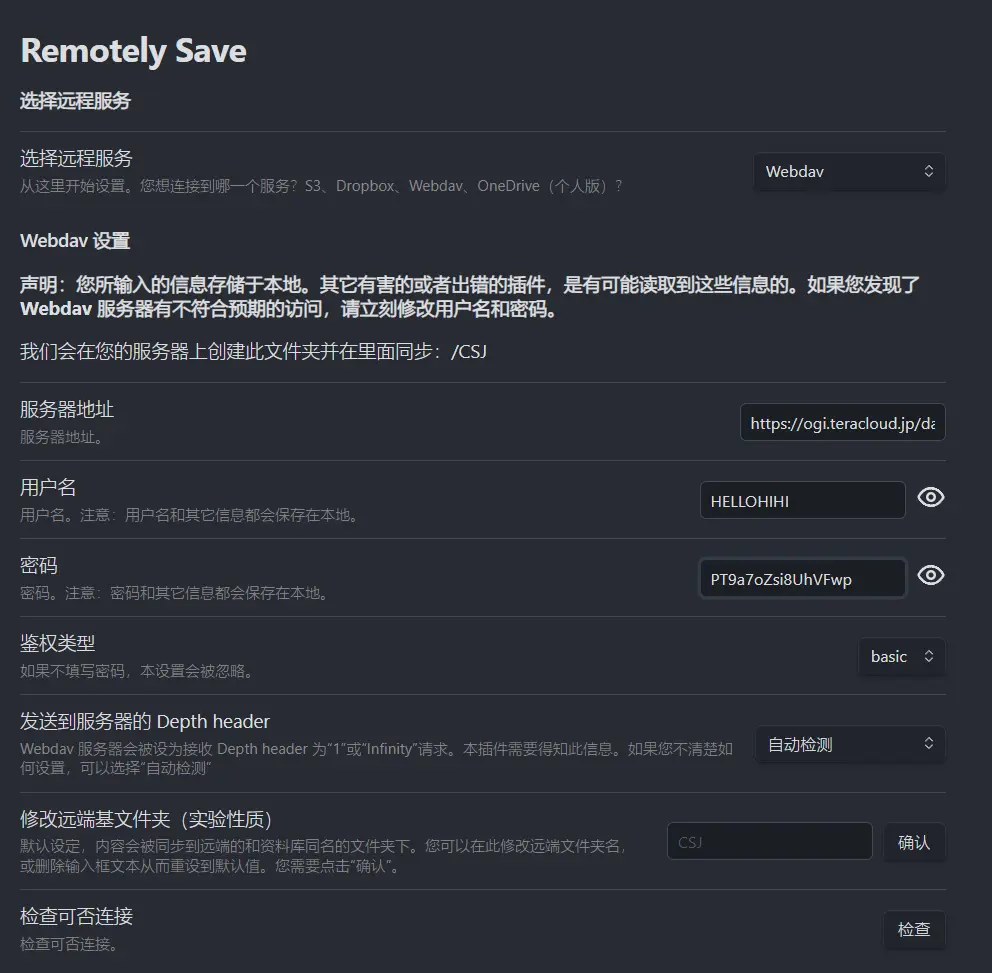 Remotely Save
选择远程服务
选择远程服务
从这里开始设置。您想连接到哪一个服务？S3、Dropbox、Webdav、OneDrive（个人版）？
Webdav
Webdav 设置
声明：您所输入的信息存储于本地。其它有害的或者出错的插件，是有可能读取到这些信息的。如果您发现了
Webdav 服务器有不符合预期的访问，请立刻修改用户名和密码。
我们会在您的服务器上创建此文件夹并在里面同步：/CSJ
服务器地址
服务器地址。
https://ogi.teracloud.jp/da
用户名
用户名。注意：用户名和其它信息都会保存在本地。
HELLOHIHI
密码
密码。注意：密码和其它信息都会保存在本地。
PT9a7oZsi8UhVFwp
鉴权类型
如果不填写密码，本设置会被忽略。
basic
发送到服务器的 Depth header
Webdav 服务器会被设为接收 Depth header 为“1”或“Infinity”请求。本插件需要得知此信息。如果您不清楚如
何设置，可以选择“自动检测”
自动检测
修改远端基文件夹（实验性质）
默认设定，内容会被同步到远端的和资料库同名的文件夹下。您可以在此修改远端文件夹名，
或删除输入框文本从而重设到默认值。您需要点击“确认”。
CSJ
确认
检查可否连接
检查可否连接。
检查